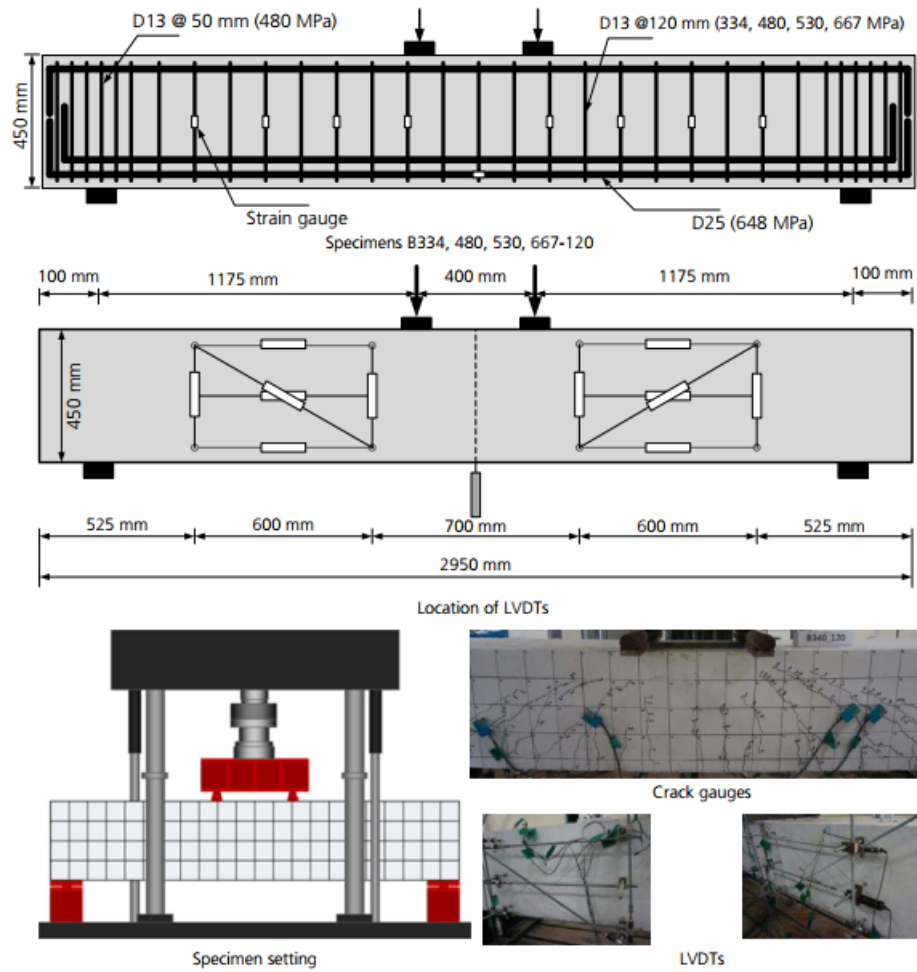 D13 @ 50 mm (480 MPa)
D13 @120 mm (334, 480, 530, 667 MPa)
450 mm
Strain gauge
D25 (648 MPa)
Specimens B334, 480, 530, 667-120
100 mm
1175 mm
400 mm
1175 mm
100 mm
450 mm
525 mm
600 mm
700 mm
600 mm
525 mm
2950 mm
Location of LVDTs
B340_120
Crack gauges
Specimen setting
LVDTs